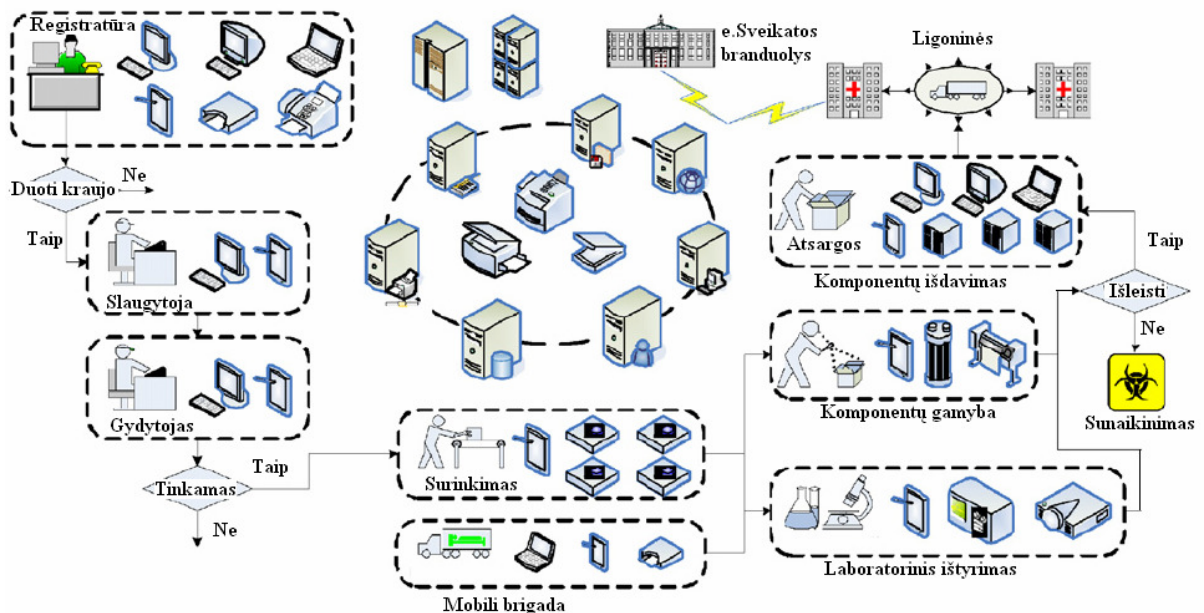 Registratūra
e.Sveikatos
branduolys
Ligoninės
Duoti kraujo
Ne
Taip
Slaugytoja
Gydytojas
Tinkamas
Taip
Ne
Surinkimas
Mobili brigada
Atsargos
Komponentų išdavimas
Taip
Išleisti
Ne
Sunaikinimas
Komponentų gamyba
Laboratorinis ištyrimas